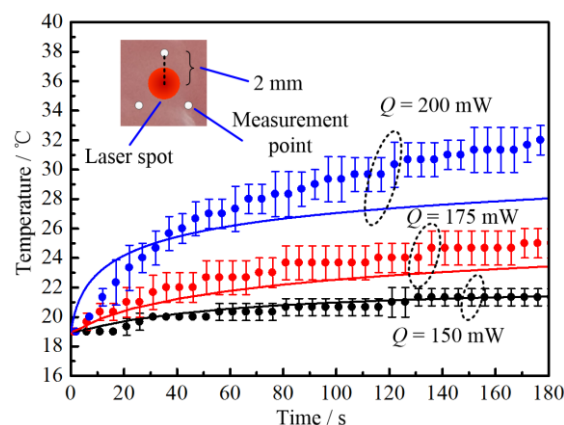 40
38
36
34
32
30
28
26
24
22
20
18
16
Temperature / ℃
2 mm
Measurement
point
Laser spot
Q = 200 mW
Q = 175 mW
Q = 150 mW
0 20 40 60 80 100 120 140 160 180
Time / s